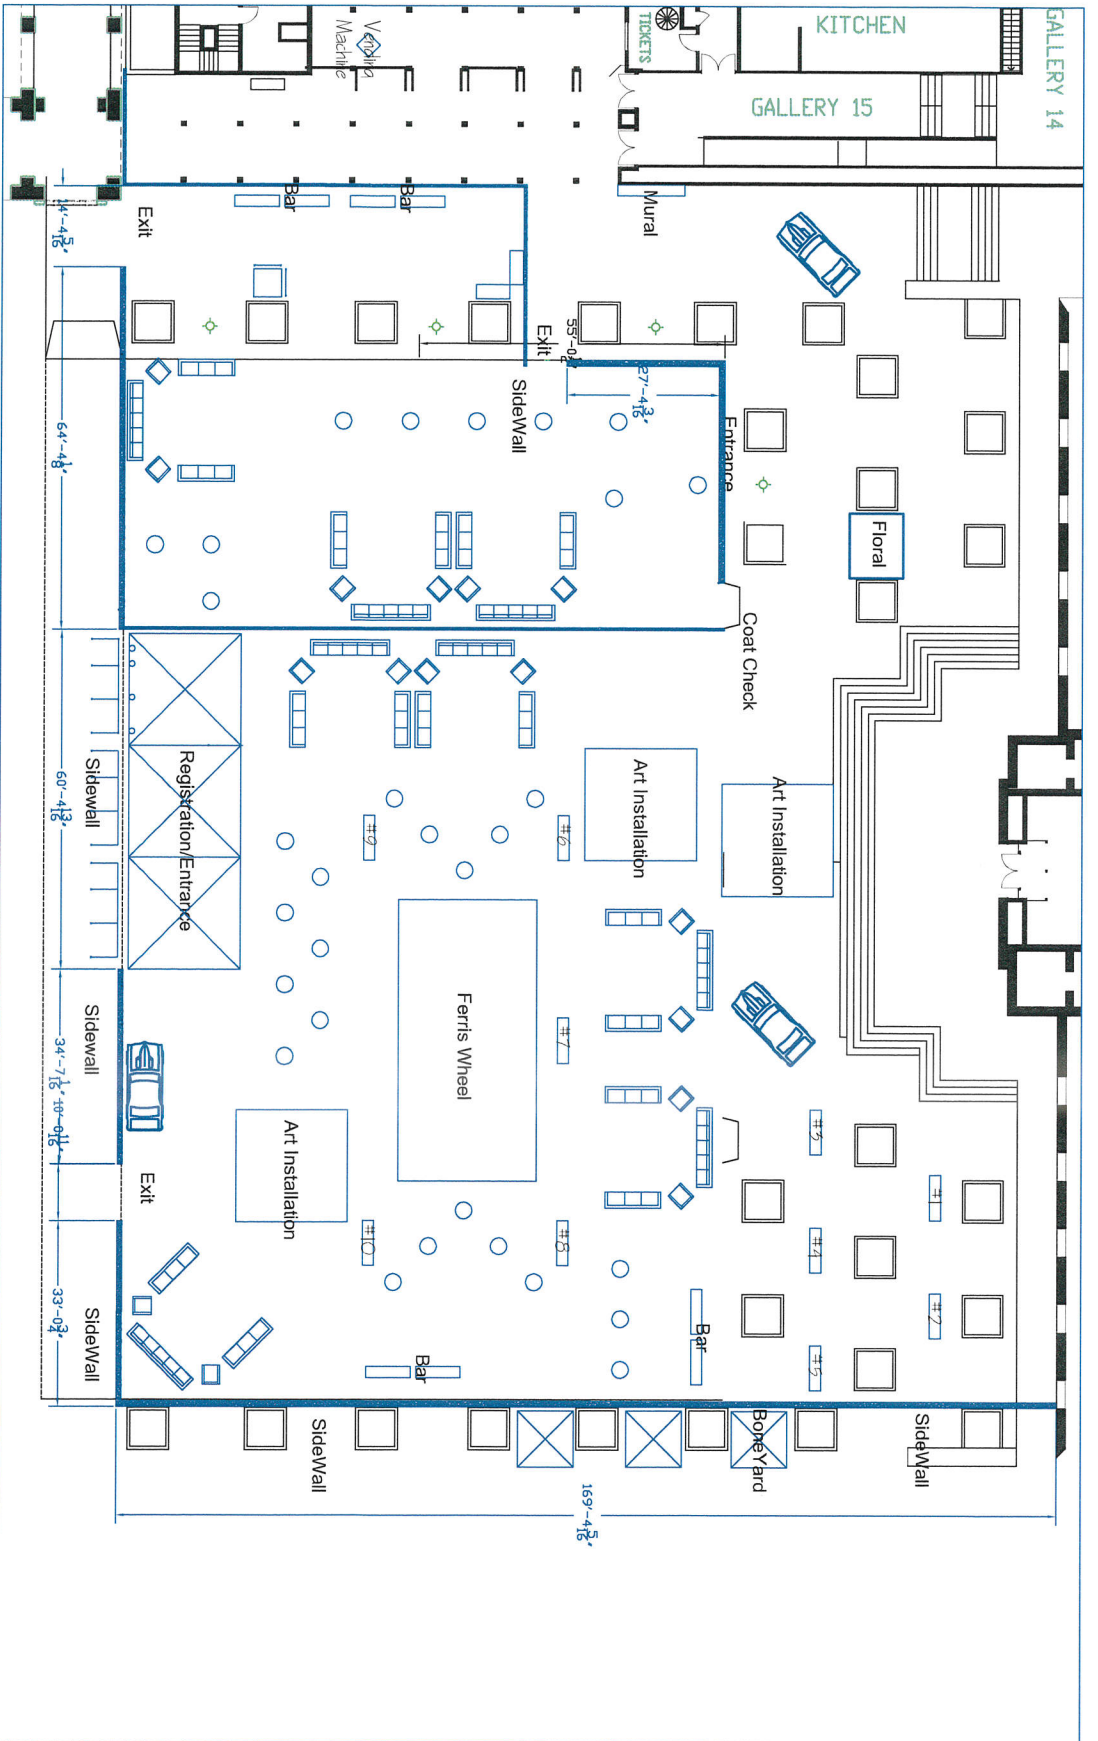 KITCHEN
GALLERY 14
TICKETS
Vending
Machine
GALLERY 15
Exit
Bar
Bar
Mural
14'-4 5/16"
Exit
55'-0
27'-4 3/16"
SideWall
Entrance
64'-4 1/8"
Floral
Coat Check
Sidewall
60'-4 13/16"
Registration/Entrance
#9
#6
Art Installation
Art Installation
Sidewall
34'-7 1/16"
10'-0 11/16"
Ferris Wheel
#7
#3
Exit
Art Installation
#10
#8
#4
#1
#2
SideWall
33'-0 3/4"
Bar
Bar
#5
SideWall
BoneYard
SideWall
169'-4 5/16"